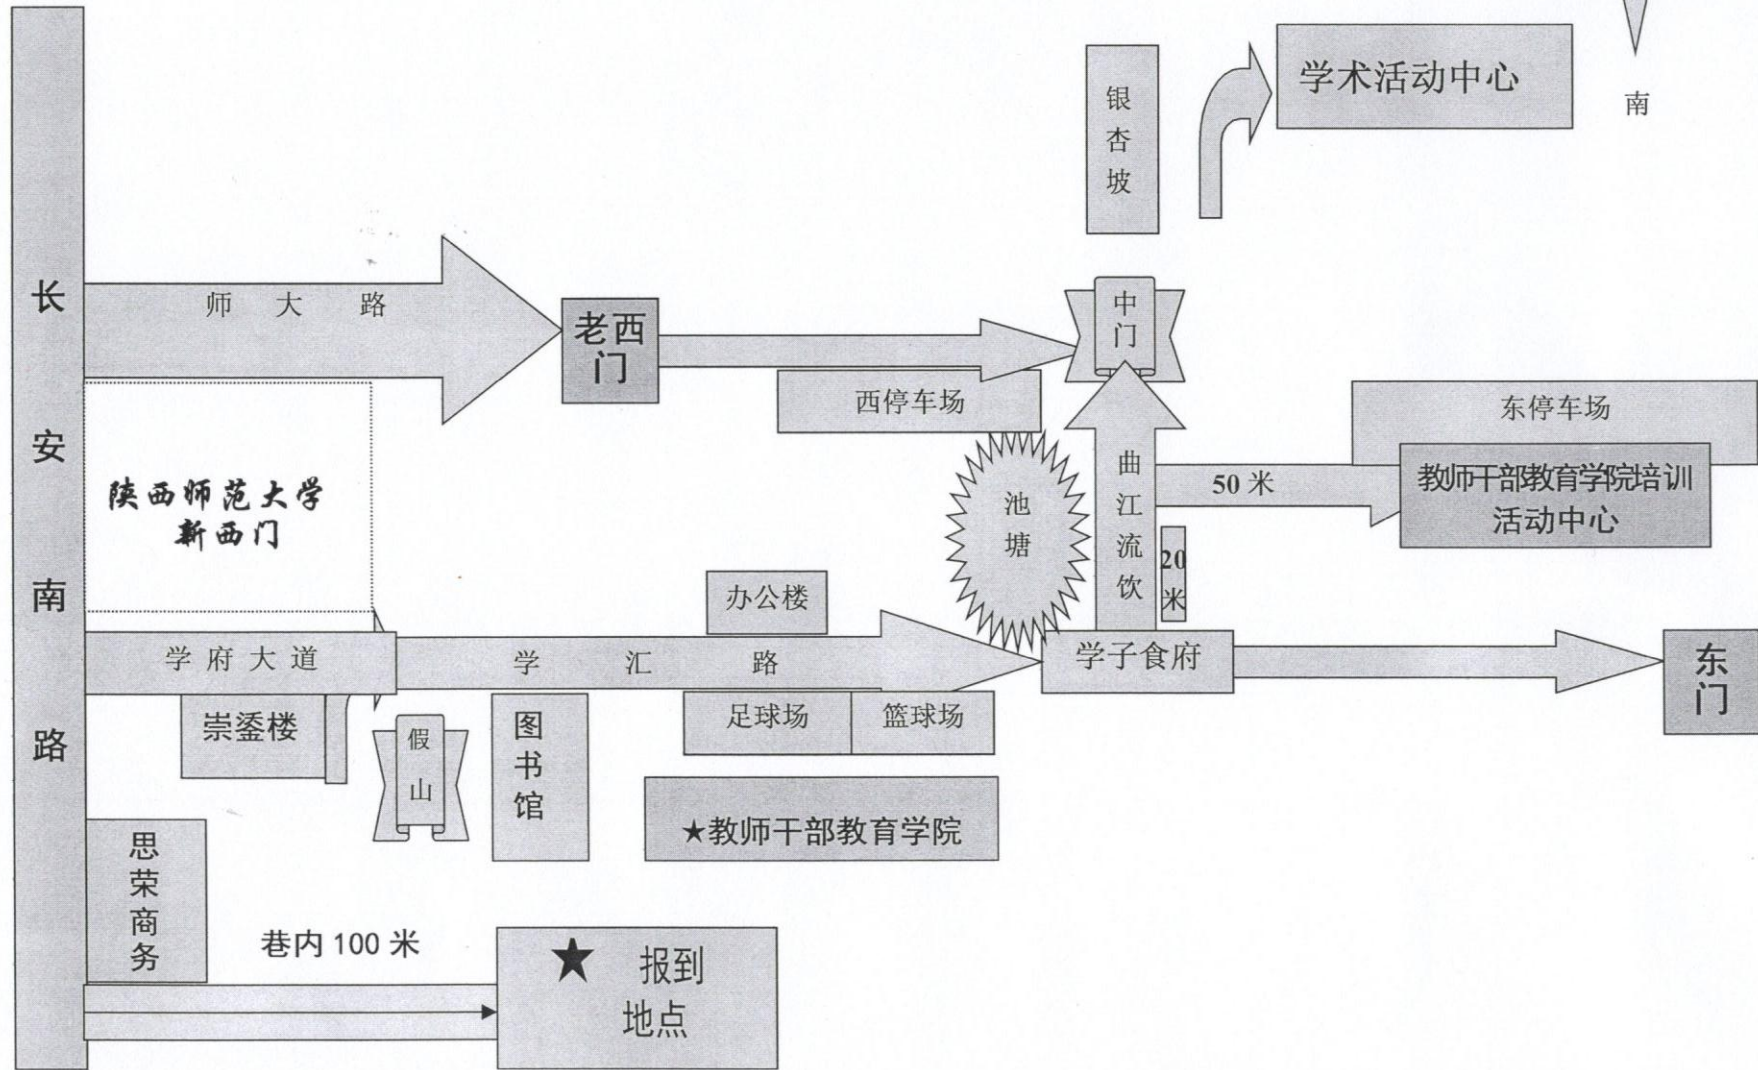 学术活动中心
南
银杏坡
长安南路
师大路
老西门
中门
西停车场
东停车场
陕西师范大学
新西门
池塘
曲江流饮
50 米
20
米
教师干部教育学院培训
活动中心
办公楼
学府大道
学汇路
学子食府
东门
崇鋈楼
假山
图书馆
足球场
篮球场
★教师干部教育学院
思荣商务
巷内 100 米
★ 报到
地点